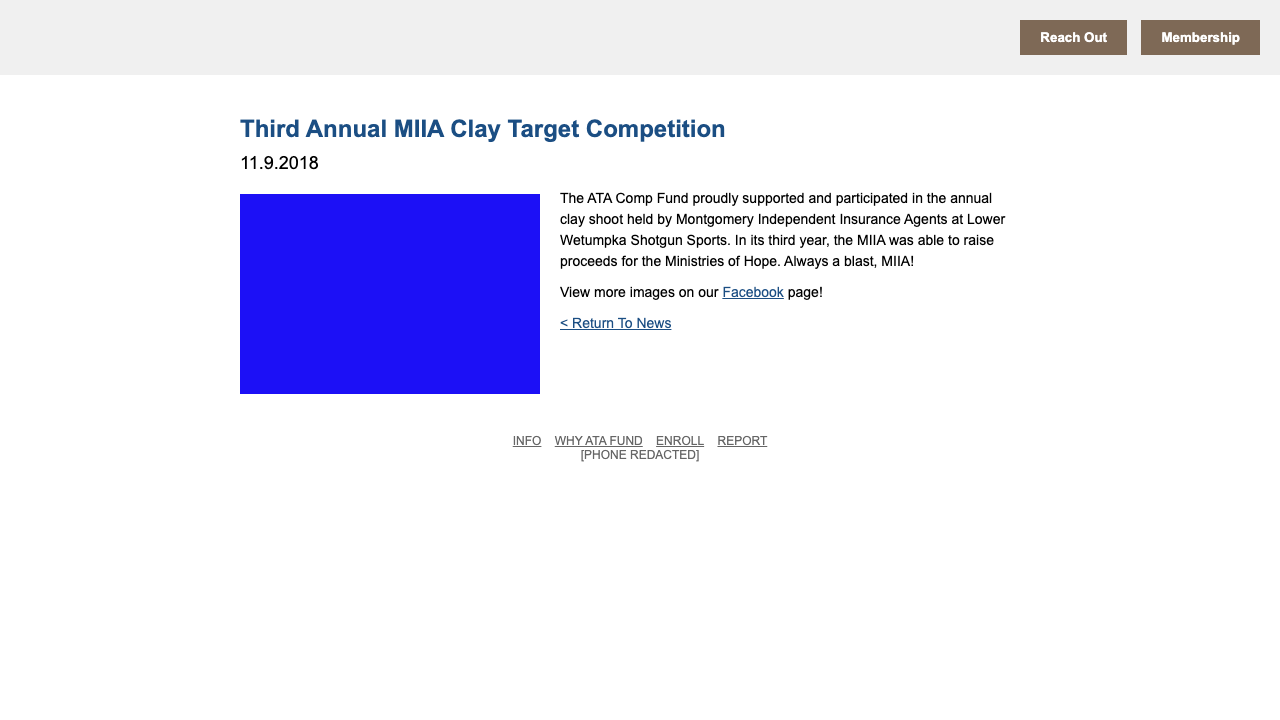 Reach Out Membership
Third Annual MIIA Clay Target Competition
11.9.2018
The ATA Comp Fund proudly supported and participated in the annual
clay shoot held by Montgomery Independent Insurance Agents at Lower
Wetumpka Shotgun Sports. In its third year, the MIIA was able to raise
proceeds for the Ministries of Hope. Always a blast, MIIA!
View more images on our Facebook page!
< Return To News
INFO WHY ATA FUND ENROLL REPORT
[PHONE REDACTED]